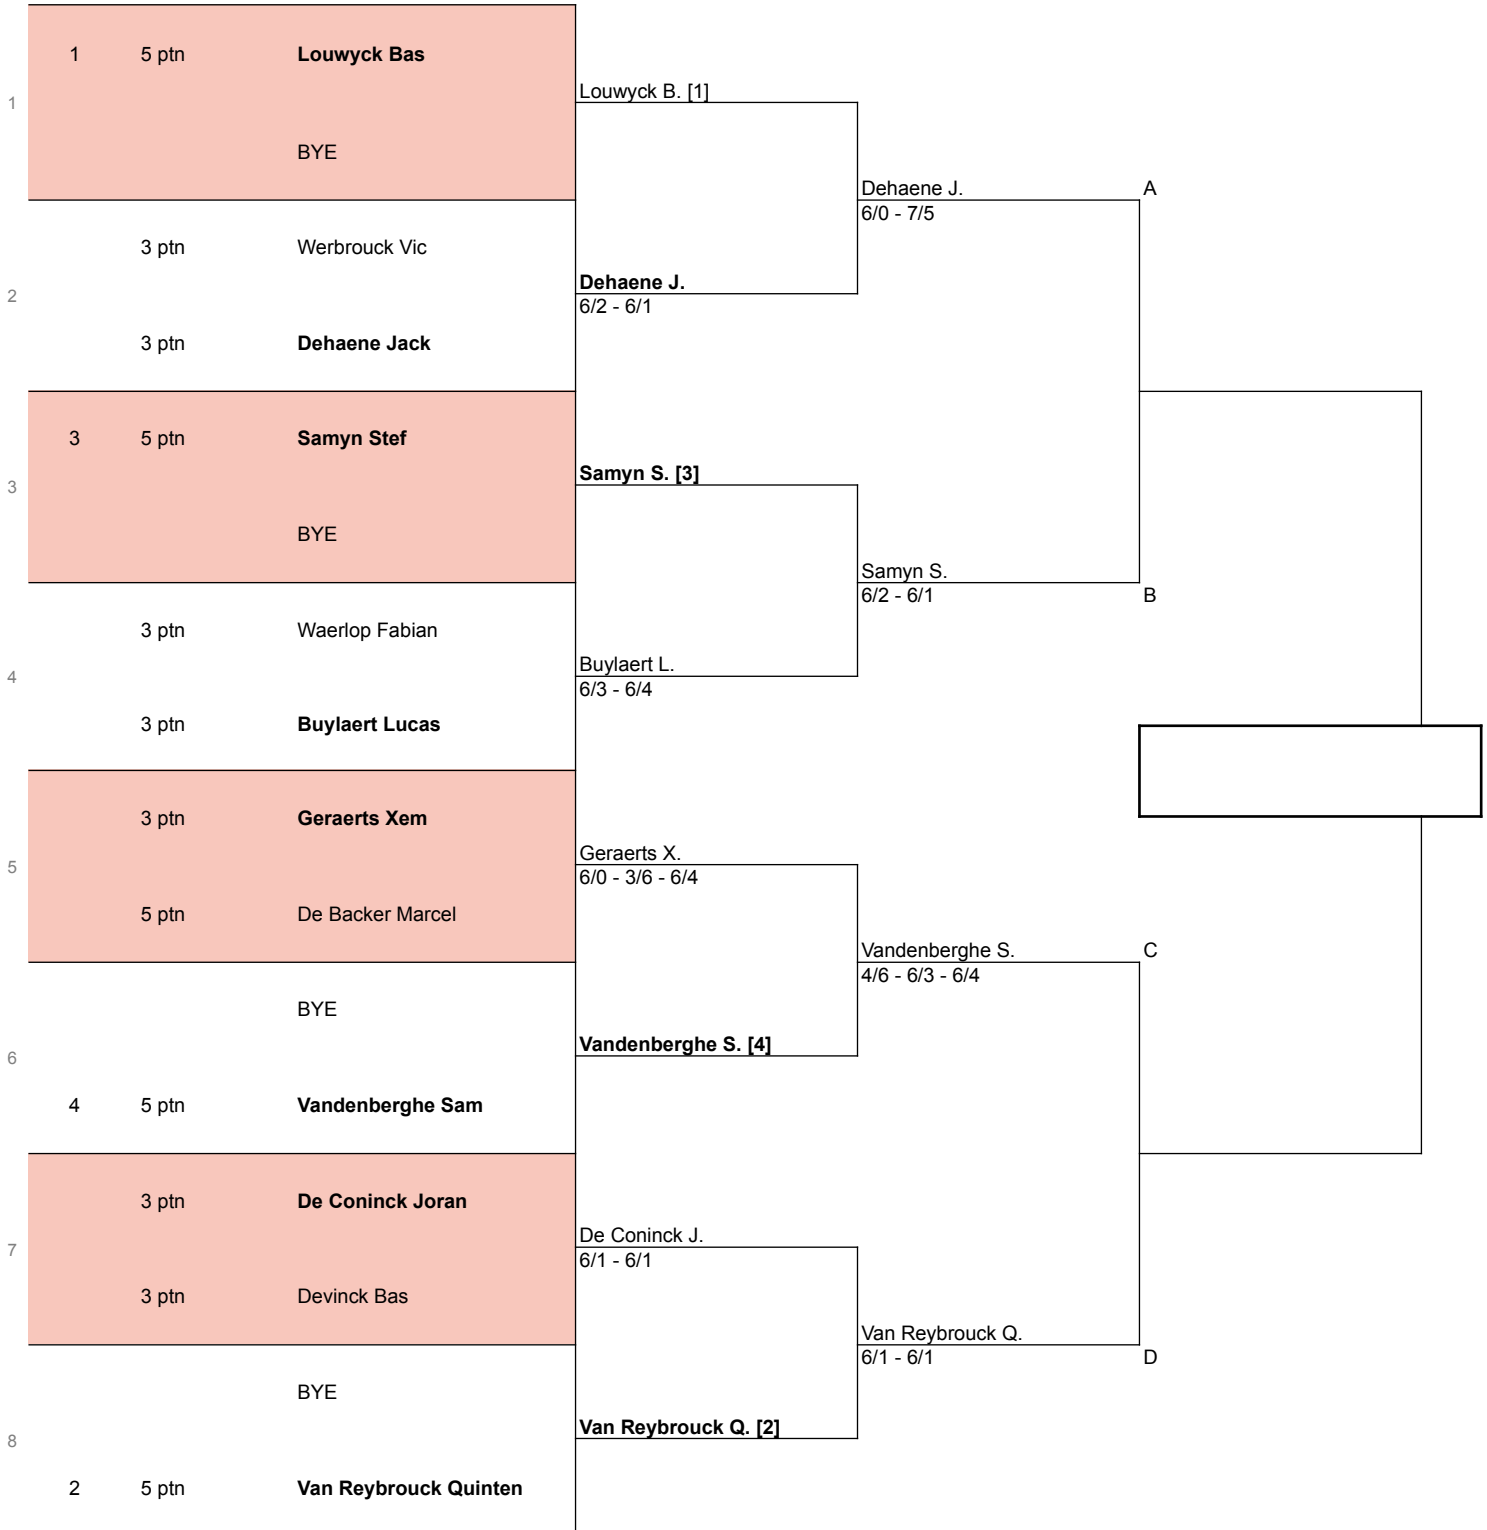 1 5 ptn Louwyck Bas
Louwyck B. [1]
1
BYE
Dehaene J. A
6/0 - 7/5
3 ptn Werbrouck Vic
Dehaene J.
2
6/2 - 6/1
3 ptn Dehaene Jack
3 5 ptn Samyn Stef
Samyn S. [3]
3
BYE
Samyn S.
6/2 - 6/1 B
3 ptn Waerlop Fabian
Buylaert L.
4
6/3 - 6/4
3 ptn Buylaert Lucas
3 ptn Geraerts Xem
Geraerts X.
5
6/0 - 3/6 - 6/4
5 ptn De Backer Marcel
Vandenberghe S. C
4/6 - 6/3 - 6/4
BYE
Vandenberghe S. [4]
6
4 5 ptn Vandenberghe Sam
3 ptn De Coninck Joran
De Coninck J.
7
6/1 - 6/1
3 ptn Devinck Bas
Van Reybrouck Q.
6/1 - 6/1 D
BYE
Van Reybrouck Q. [2]
8
2 5 ptn Van Reybrouck Quinten